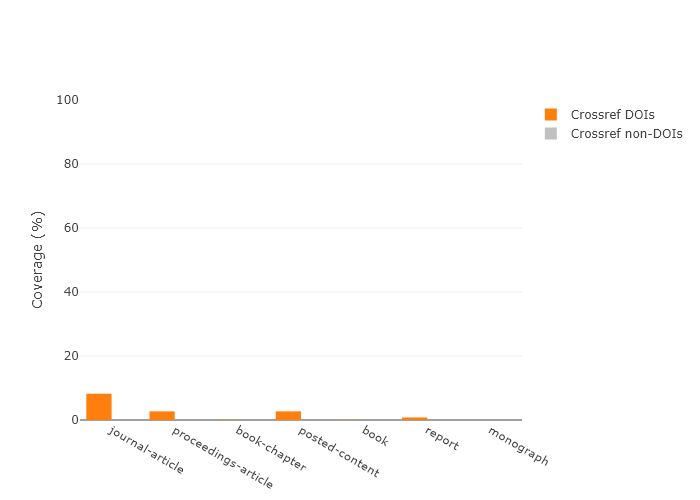 100
80
60
40
20
0
Coverage (%)
journal-article
proceedings-article
book-chapter
posted-content
book
report
monograph
Crossref DOIs
Crossref non-DOIs